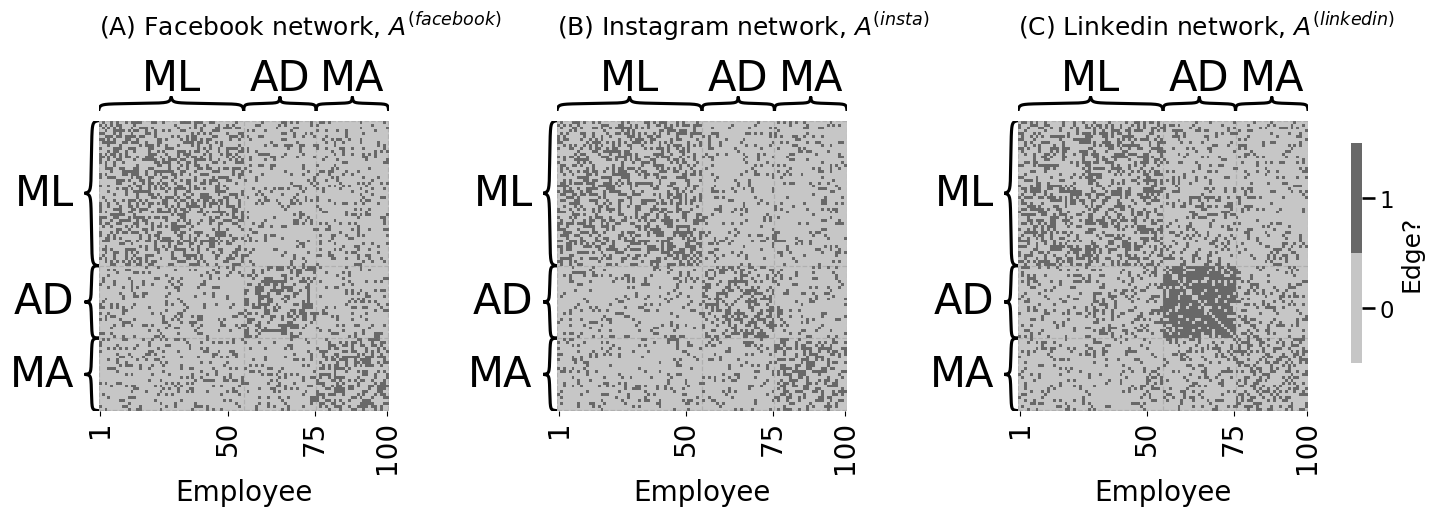 (A) Facebook network, A^(facebook)
(B) Instagram network, A^(insta)
(C) Linkedin network, A^(linkedin)
ML AD MA
ML AD MA
ML AD MA
ML
AD
MA
ML
AD
MA
ML
AD
MA
1 50 75 100
1 50 75 100
1 50 75 100
Employee
Employee
Employee
1
0
Edge?